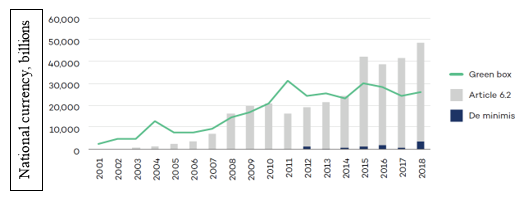 National currency, billions
60,000
50,000
40,000
30,000
20,000
10,000
0
2001 2002 2003 2004 2005 2006 2007 2008 2009 2010 2011 2012 2013 2014 2015 2016 2017 2018
Green box
Article 6.2
De minimis